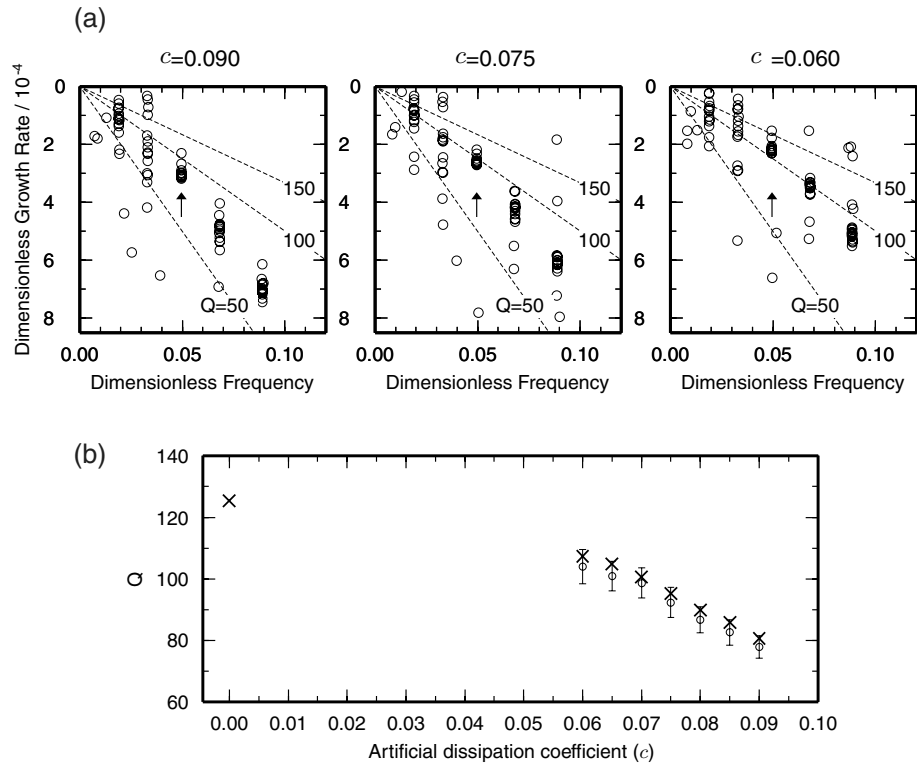 (a)
c=0.090
c=0.075
c =0.060
Dimensionless Growth Rate / 10⁻⁴
0
2
4
6
8
150
100
Q=50
0.00
0.05
0.10
Dimensionless Frequency
0
2
4
6
8
150
100
Q=50
0.00
0.05
0.10
Dimensionless Frequency
0
2
4
6
8
150
100
Q=50
0.00
0.05
0.10
Dimensionless Frequency
(b)
Q
140
120
100
80
60
0.00 0.01 0.02 0.03 0.04 0.05 0.06 0.07 0.08 0.09 0.10
Artificial dissipation coefficient (c)